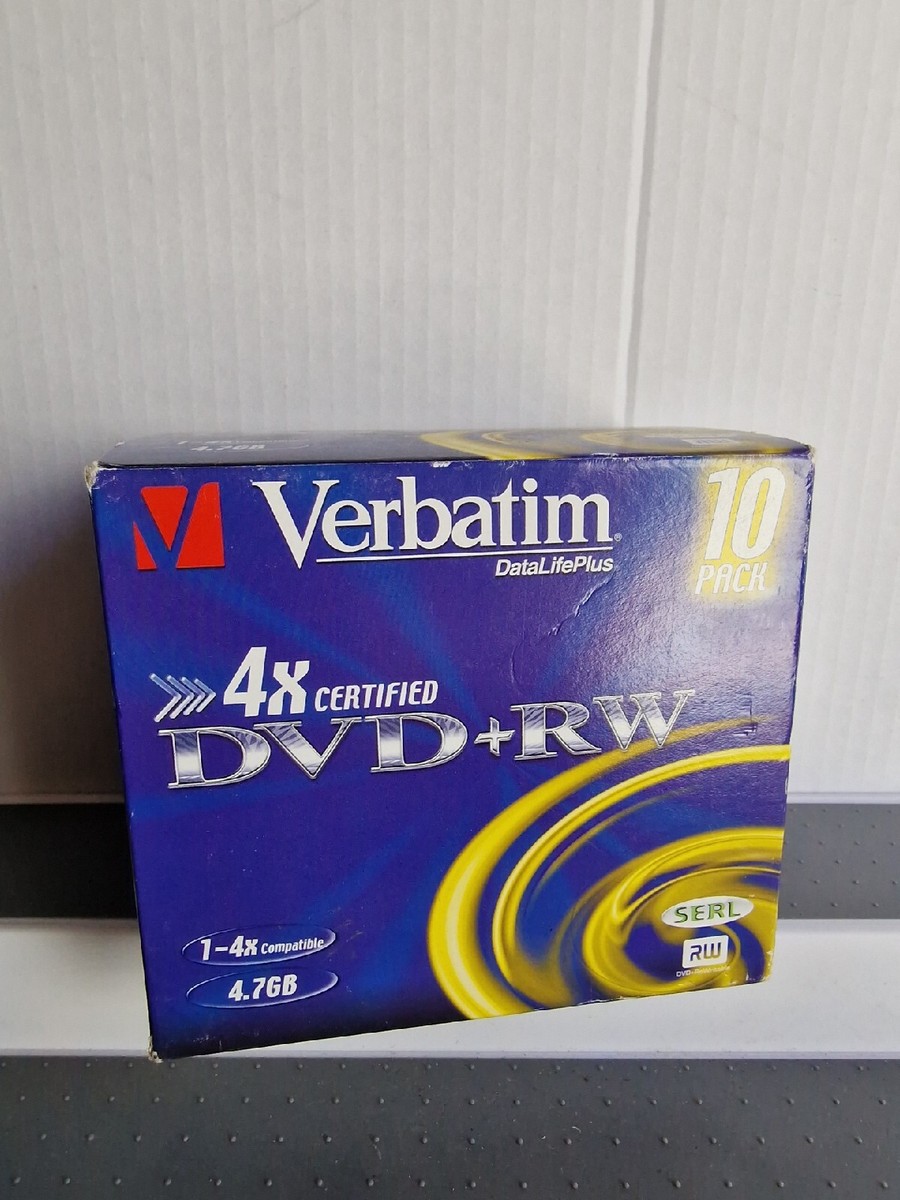 4.7GB
Verbatim®
DataLifePlus
10
PACK
4x CERTIFIED
DVD+RW
1-4x Compatible
4.7GB
SERL
RW